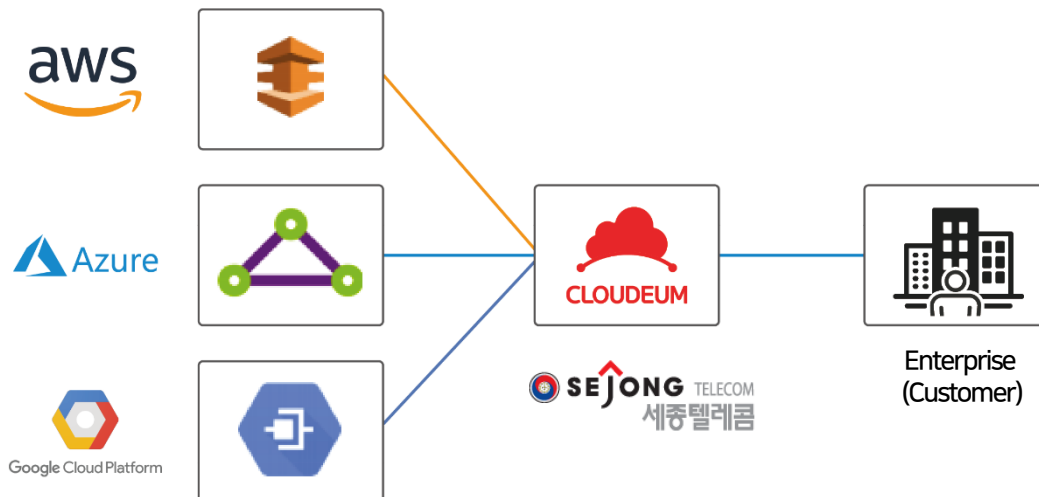 aws
Azure
Google Cloud Platform
CLOUDEUM
SEJONG TELECOM
세종텔레콤
Enterprise
(Customer)